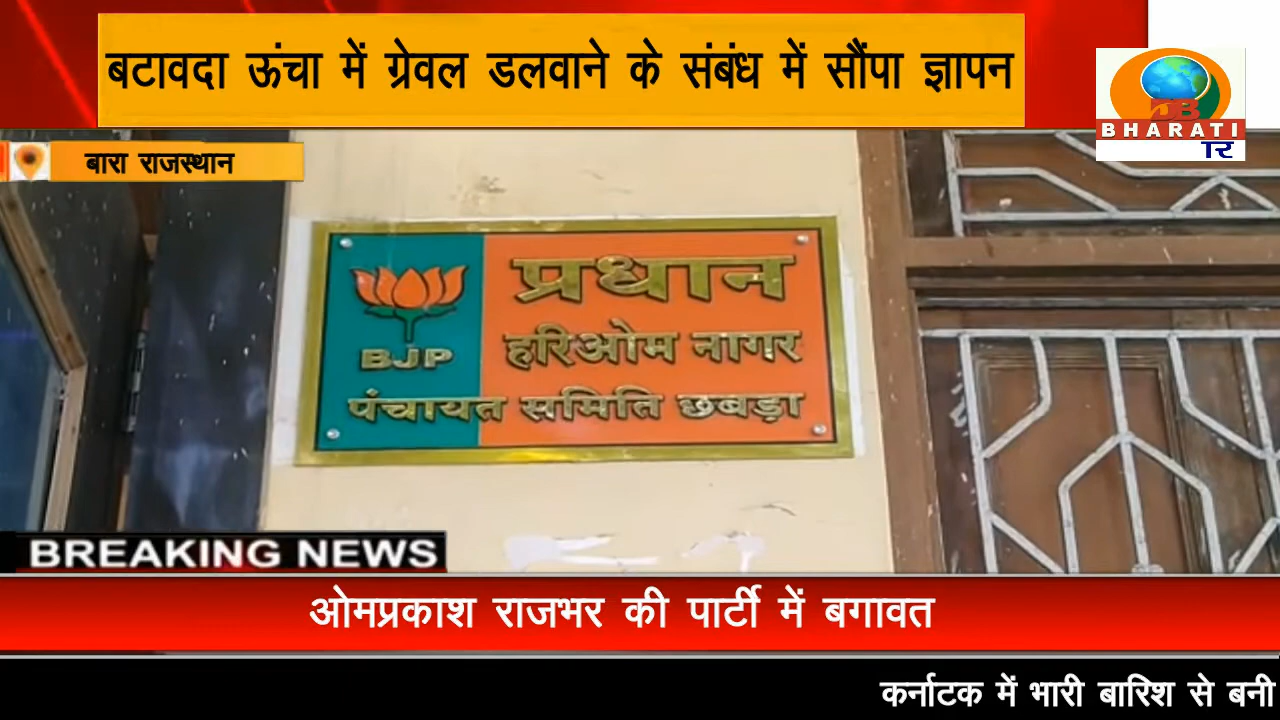 बटावदा ऊंचा में ग्रेवल डलवाने के संबंध में सौंपा ज्ञापन
BHARATI
बारा राजस्थान
प्रधान
हरिओम नागर
BJP
पंचायत समिति छबड़ा
BREAKING NEWS
ओमप्रकाश राजभर की पार्टी में बगावत
कर्नाटक में भारी बारिश से बनी